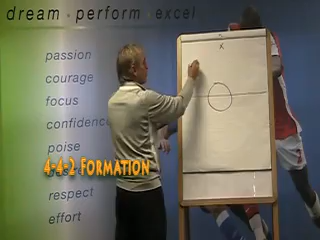 dream · perform · excel
passion
courage
focus
confidence
poise
4-4-2 Formation
respect
effort
X